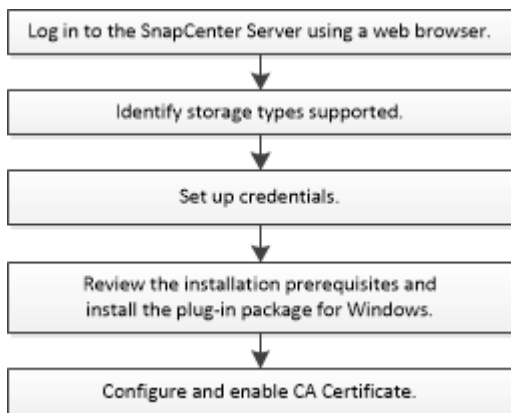 Log in to the SnapCenter Server using a web browser.
Identify storage types supported.
Set up credentials.
Review the installation prerequisites and
install the plug-in package for Windows.
Configure and enable CA Certificate.